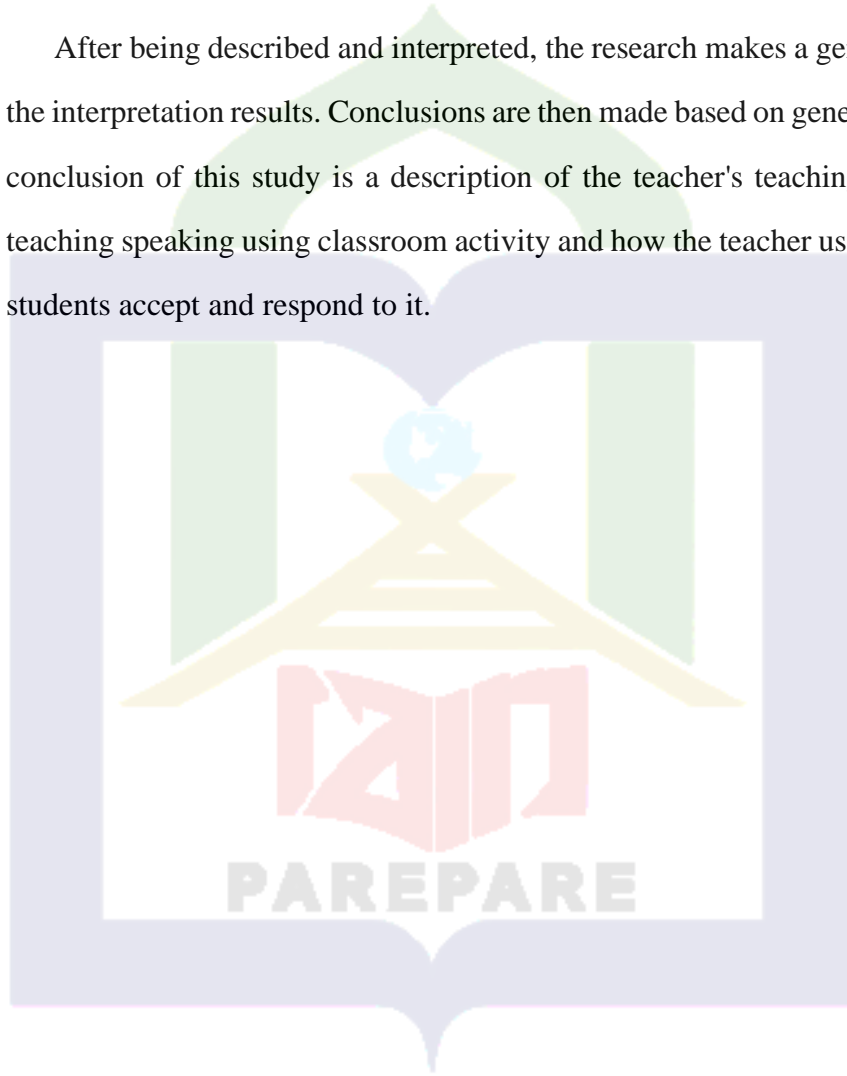 After being described and interpreted, the research makes a ge
the interpretation results. Conclusions are then made based on gene
conclusion of this study is a description of the teacher's teachin
teaching speaking using classroom activity and how the teacher us
students accept and respond to it.
iain
PAREPARE